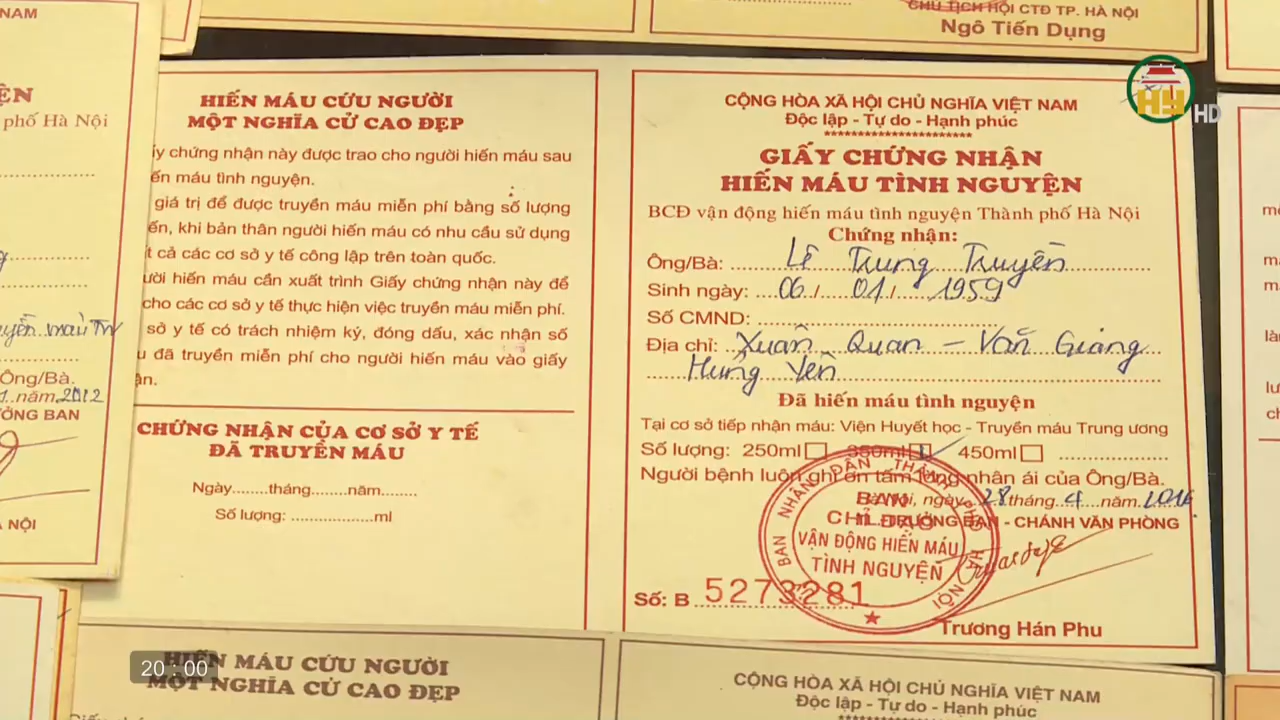 NAM
CHỦ TỊCH HỘI CTĐ TP. HÀ NỘI
Ngô Tiến Dụng
HY HD
ỆN
phố Hà Nội
Ông/Bà.
năm 2012
ƯỞNG BAN
NỘI
HIẾN MÁU CỨU NGƯỜI
MỘT NGHĨA CỬ CAO ĐẸP
ấy chứng nhận này được trao cho người hiến máu sau
iến máu tình nguyện.
giá trị để được truyền máu miễn phí bằng số lượng
ến, khi bản thân người hiến máu có nhu cầu sử dụng
t cả các cơ sở y tế công lập trên toàn quốc.
ười hiến máu cần xuất trình Giấy chứng nhận này để
cho các cơ sở y tế thực hiện việc truyền máu miễn phí.
sở y tế có trách nhiệm ký, đóng dấu, xác nhận số
u đã truyền miễn phí cho người hiến máu vào giấy
ận.
CHỨNG NHẬN CỦA CƠ SỞ Y TẾ
ĐÃ TRUYỀN MÁU
Ngày........tháng........năm........
Số lượng: ................ml
CỘNG HÒA XÃ HỘI CHỦ NGHĨA VIỆT NAM
Độc lập - Tự do - Hạnh phúc
**********************
GIẤY CHỨNG NHẬN
HIẾN MÁU TÌNH NGUYỆN
BCĐ vận động hiến máu tình nguyện Thành phố Hà Nội
Chứng nhận:
Ông/Bà: Lê Trung Truyền
Sinh ngày: 06 / 01 / 1959
Số CMND:
Địa chỉ: Xuân Quan - Văn Giang
Hưng Yên
Đã hiến máu tình nguyện
Tại cơ sở tiếp nhận máu: Viện Huyết học - Truyền máu Trung ương
Số lượng: 250ml 350ml 450ml
Người bệnh luôn ghi ơn tấm lòng nhân ái của Ông/Bà.
Hà Nội, ngày 28 tháng 4 năm 2016
TRƯỞNG BAN - CHÁNH VĂN PHÒNG
ỦY BAN NHÂN DÂN THÀNH PHỐ HÀ NỘI
BAN
CHỈ ĐẠO
VẬN ĐỘNG HIẾN MÁU
TÌNH NGUYỆN
Số: B 5273281
Trương Hán Phu
20 : 00
HIẾN MÁU CỨU NGƯỜI
MỘT NGHĨA CỬ CAO ĐẸP
CỘNG HÒA XÃ HỘI CHỦ NGHĨA VIỆT NAM
Độc lập - Tự do - Hạnh phúc